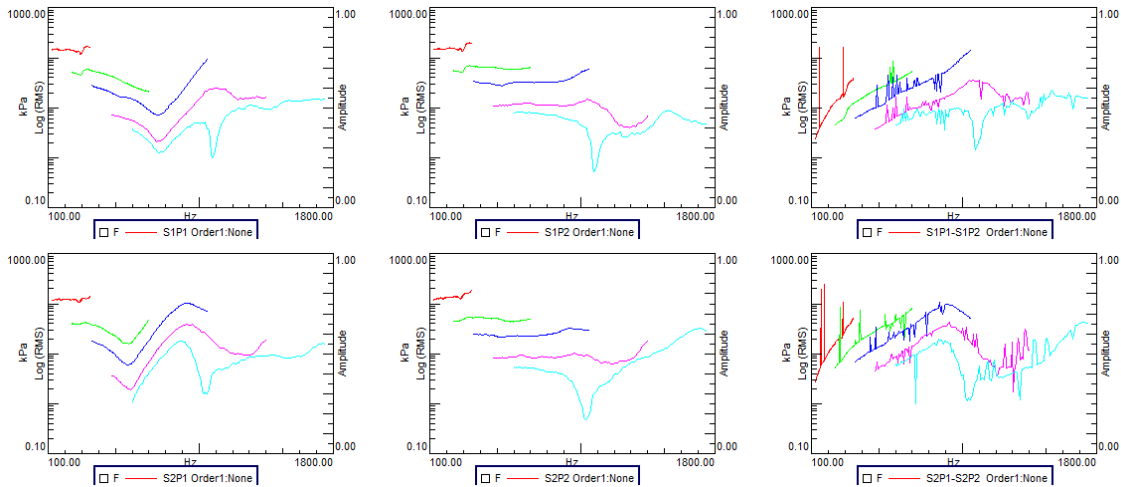 1000.00 1.00
kPa
Log (RMS)
Amplitude
0.10 0.00
100.00 Hz 1800.00
F S1P1 Order1:None
1000.00 1.00
kPa
Log (RMS)
Amplitude
0.10 0.00
100.00 Hz 1800.00
F S1P2 Order1:None
1000.00 1.00
kPa
Log (RMS)
Amplitude
0.10 0.00
100.00 Hz 1800.00
F S1P1-S1P2 Order1:None
1000.00 1.00
kPa
Log (RMS)
Amplitude
0.10 0.00
100.00 Hz 1800.00
F S2P1 Order1:None
1000.00 1.00
kPa
Log (RMS)
Amplitude
0.10 0.00
100.00 Hz 1800.00
F S2P2 Order1:None
1000.00 1.00
kPa
Log (RMS)
Amplitude
0.10 0.00
100.00 Hz 1800.00
F S2P1-S2P2 Order1:None